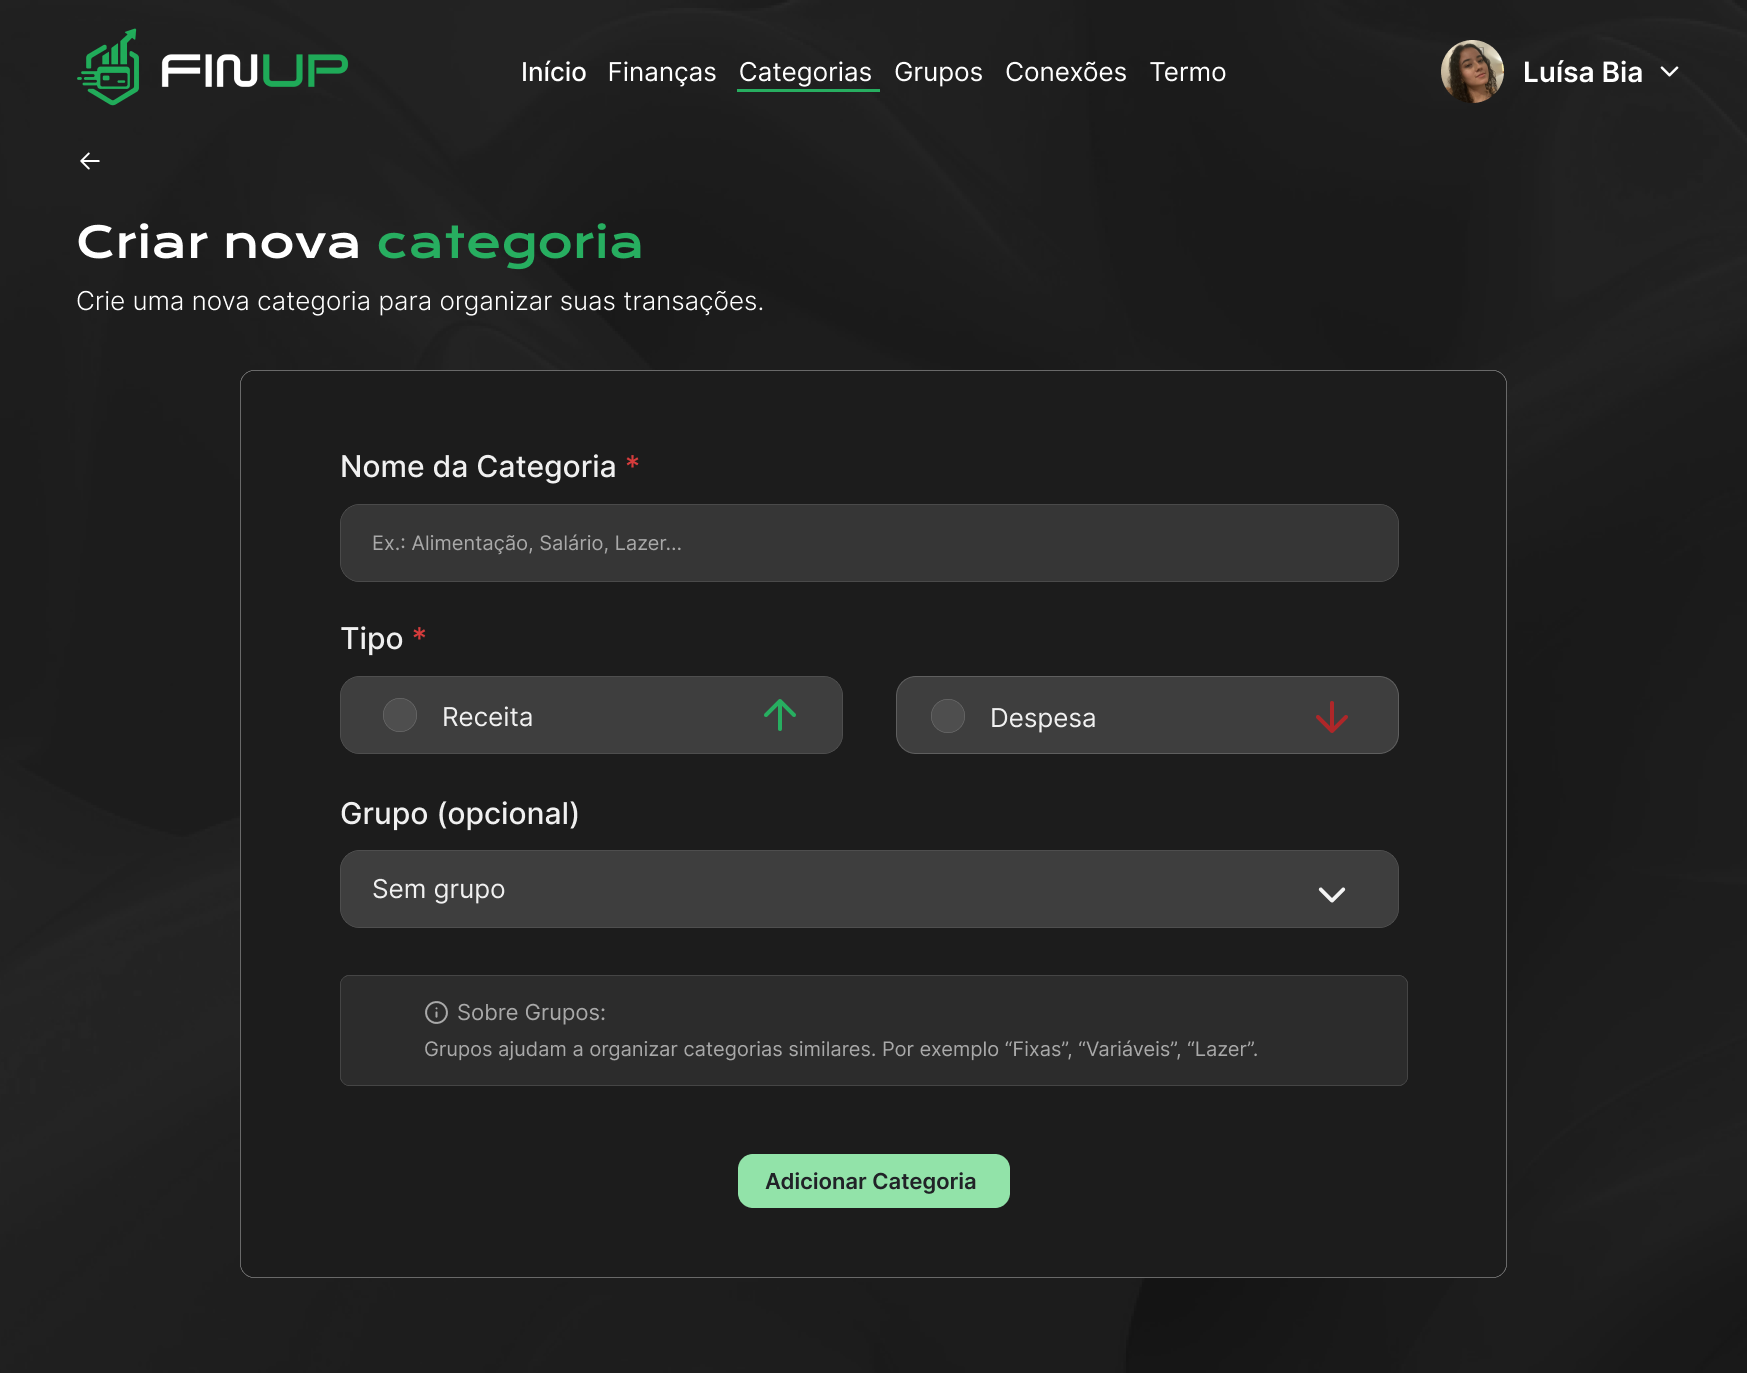 FINUP
Início Finanças Categorias Grupos Conexões Termo
Luísa Bia
Criar nova categoria
Crie uma nova categoria para organizar suas transações.
Nome da Categoria *
Ex.: Alimentação, Salário, Lazer...
Tipo *
Receita
Despesa
Grupo (opcional)
Sem grupo
Sobre Grupos:
Grupos ajudam a organizar categorias similares. Por exemplo “Fixas”, “Variáveis”, “Lazer”.
Adicionar Categoria